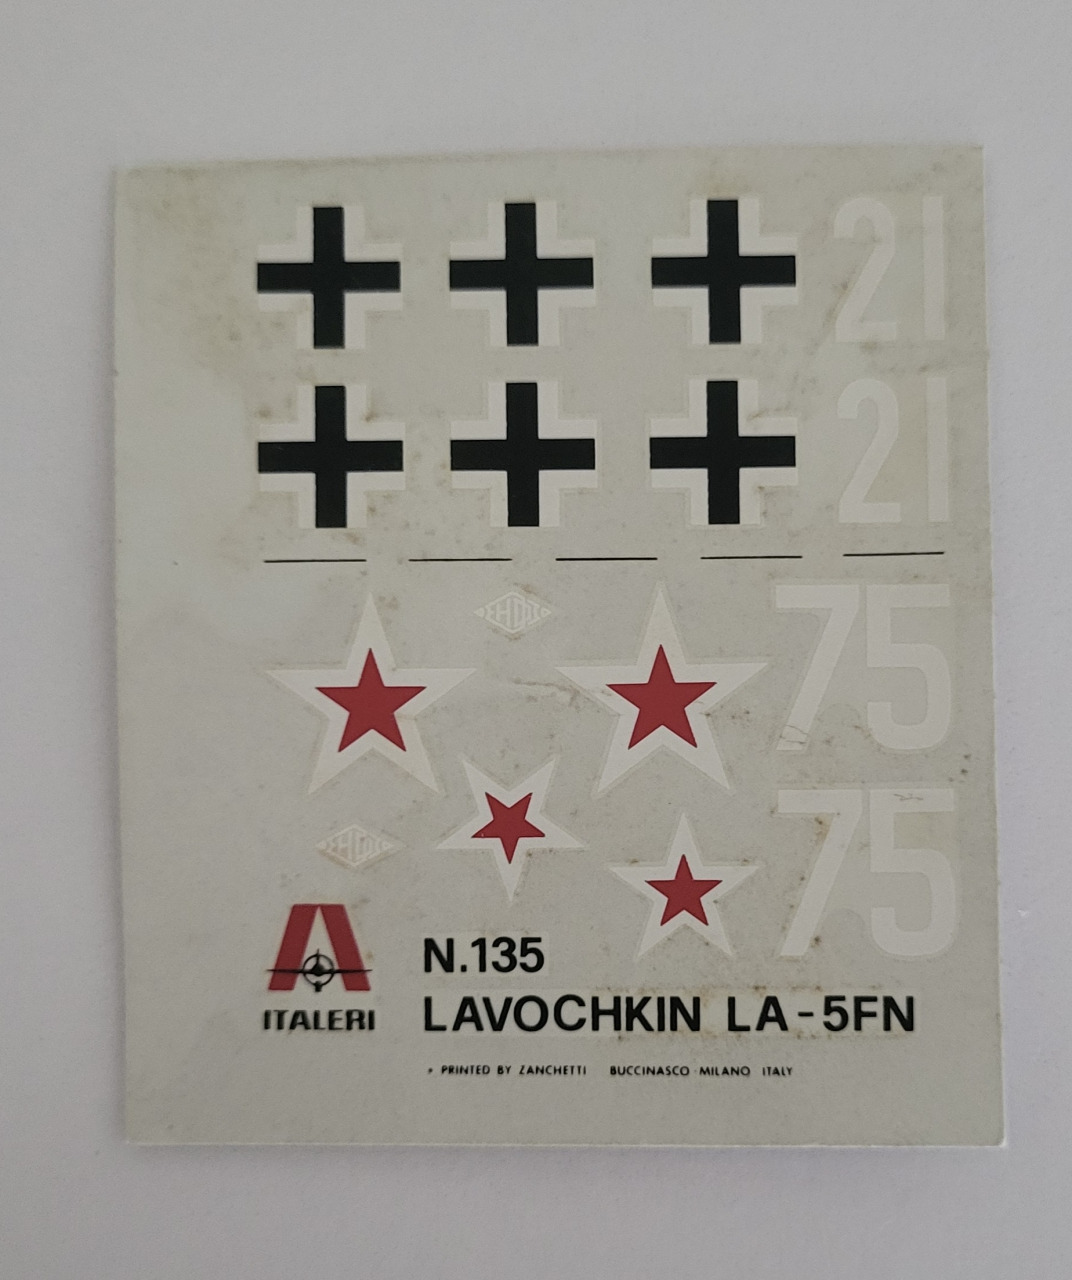 21
21
75
75
N.135
ITALERI
LAVOCHKIN LA-5FN
PRINTED BY ZANCHETTI BUCCINASCO·MILANO ITALY